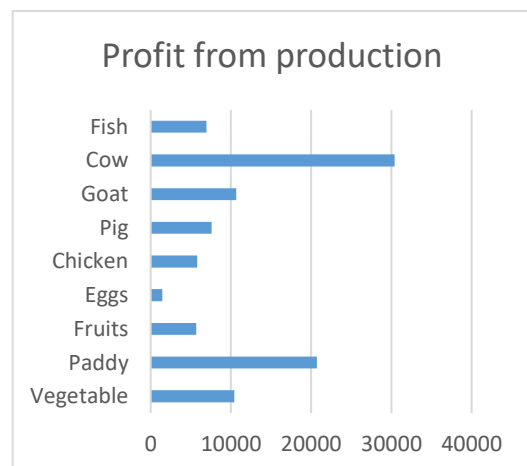 Profit from production
Fish
Cow
Goat
Pig
Chicken
Eggs
Fruits
Paddy
Vegetable
0 10000 20000 30000 40000